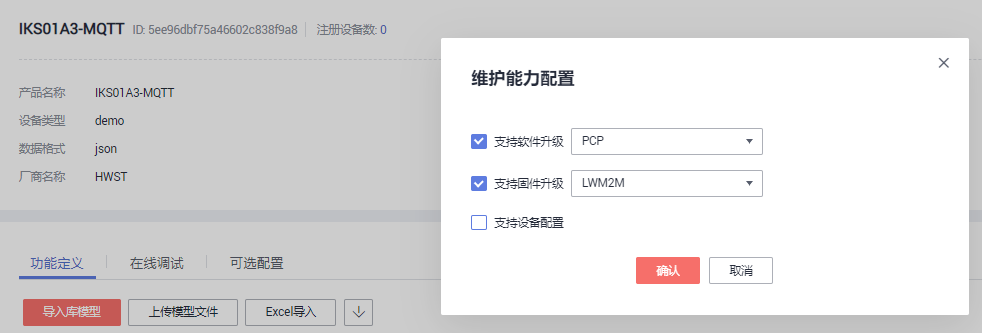 IKS01A3-MQTT ID: 5ee96dbf75a46602c838f9a8 注册设备数: 0
产品名称 IKS01A3-MQTT
设备类型 demo
数据格式 json
厂商名称 HWST
功能定义 在线调试 可选配置
导入库模型 上传模型文件 Excel导入
维护能力配置
支持软件升级 PCP
支持固件升级 LWM2M
支持设备配置
确认 取消